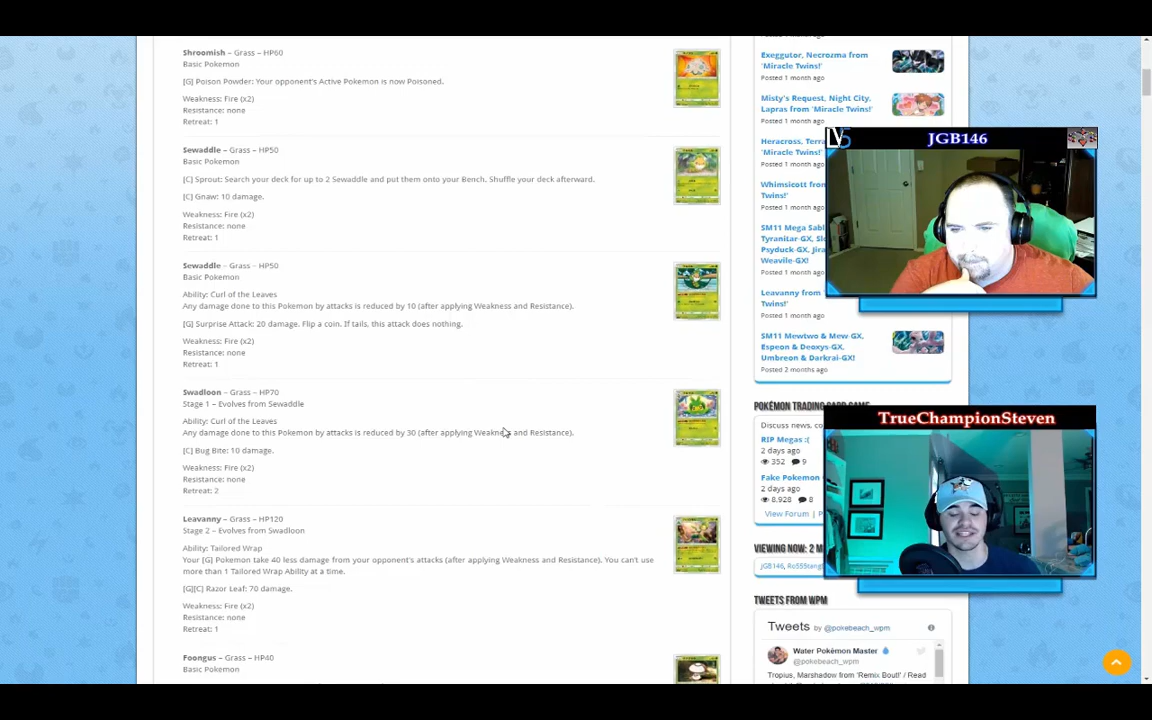 Shroomish – Grass – HP60
Basic Pokemon
[G] Poison Powder: Your opponent's Active Pokemon is now Poisoned.
Weakness: Fire (x2)
Resistance: none
Retreat: 1
Sewaddle – Grass – HP50
Basic Pokemon
[C] Sprout: Search your deck for up to 2 Sewaddle and put them onto your Bench. Shuffle your deck afterward.
[C] Gnaw: 10 damage.
Weakness: Fire (x2)
Resistance: none
Retreat: 1
Sewaddle – Grass – HP50
Basic Pokemon
Ability: Curl of the Leaves
Any damage done to this Pokemon by attacks is reduced by 10 (after applying Weakness and Resistance).
[G] Surprise Attack: 20 damage. Flip a coin. If tails, this attack does nothing.
Weakness: Fire (x2)
Resistance: none
Retreat: 1
Swadloon – Grass – HP70
Stage 1 – Evolves from Sewaddle
Ability: Curl of the Leaves
Any damage done to this Pokemon by attacks is reduced by 30 (after applying Weakness and Resistance).
[C] Bug Bite: 10 damage.
Weakness: Fire (x2)
Resistance: none
Retreat: 2
Leavanny – Grass – HP120
Stage 2 – Evolves from Swadloon
Ability: Tailored Wrap
Your [G] Pokemon take 40 less damage from your opponent's attacks (after applying Weakness and Resistance). You can't use
more than 1 Tailored Wrap Ability at a time.
[G][C] Razor Leaf: 70 damage.
Weakness: Fire (x2)
Resistance: none
Retreat: 1
Foongus – Grass – HP40
Basic Pokemon
Exeggutor, Necrozma from
'Miracle Twins!'
Posted 1 month ago
Misty's Request, Night City,
Lapras from 'Miracle Twins!'
Posted 1 month ago
Heracross, Terra
'Miracle Twins!'
Posted 1 month ago
Whimsicott from
Twins!'
Posted 1 month ago
SM11 Mega Sabl
Tyranitar-GX, Slo
Psyduck-GX, Jira
Weavile-GX!
Posted 1 month ago
Leavanny from '
Twins!'
Posted 1 month ago
SM11 Mewtwo & Mew-GX,
Espeon & Deoxys-GX,
Umbreon & Darkrai-GX!
Posted 2 months ago
POKÉMON TRADING CARD GAME
Discuss news, co
RIP Megas :(
2 days ago
352 9
Fake Pokemon
2 days ago
8,928 8
View Forum | P
VIEWING NOW: 2 M
JGB146, RoSSStang
TWEETS FROM WPM
Tweets by @pokebeach_wpm
Water Pokémon Master
@pokebeach_wpm
Tropius, Marshadow from 'Remix Bout!' / Read
JGB146
TrueChampionSteven